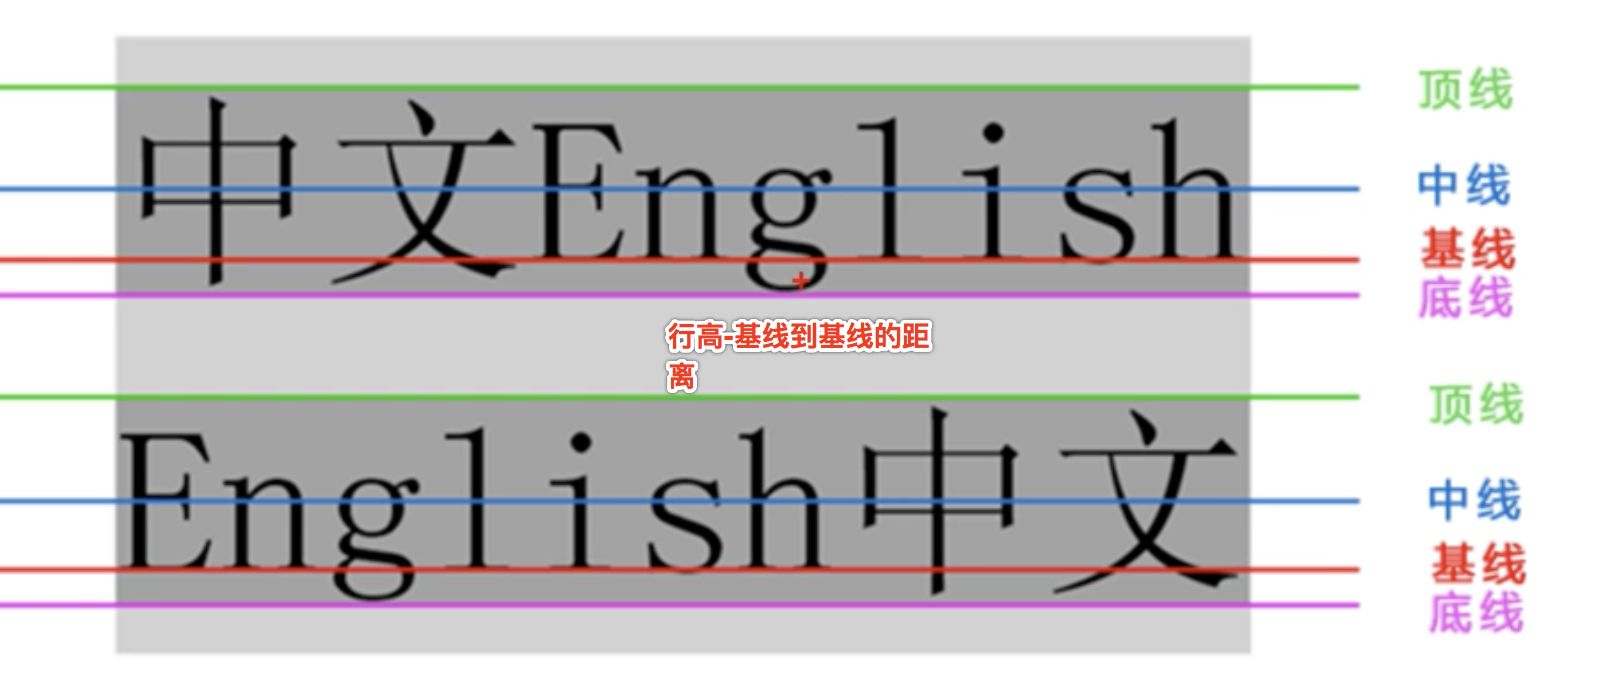 顶线
中文English
中线
基线
底线
行高-基线到基线的距
离
顶线
English中文
中线
基线
底线